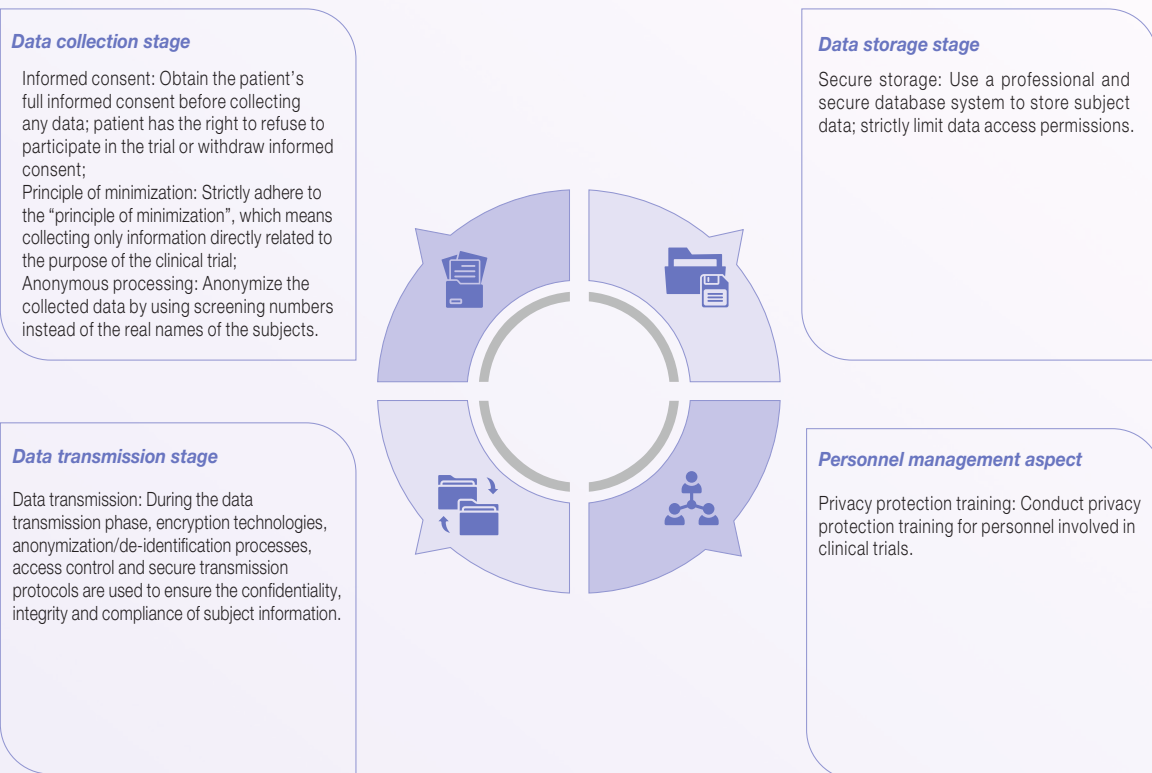 Data collection stage
Informed consent: Obtain the patient's
full informed consent before collecting
any data; patient has the right to refuse to
participate in the trial or withdraw informed
consent;
Principle of minimization: Strictly adhere to
the “principle of minimization”, which means
collecting only information directly related to
the purpose of the clinical trial;
Anonymous processing: Anonymize the
collected data by using screening numbers
instead of the real names of the subjects.
Data storage stage
Secure storage: Use a professional and
secure database system to store subject
data; strictly limit data access permissions.
Data transmission stage
Data transmission: During the data
transmission phase, encryption technologies,
anonymization/de-identification processes,
access control and secure transmission
protocols are used to ensure the confidentiality,
integrity and compliance of subject information.
Personnel management aspect
Privacy protection training: Conduct privacy
protection training for personnel involved in
clinical trials.